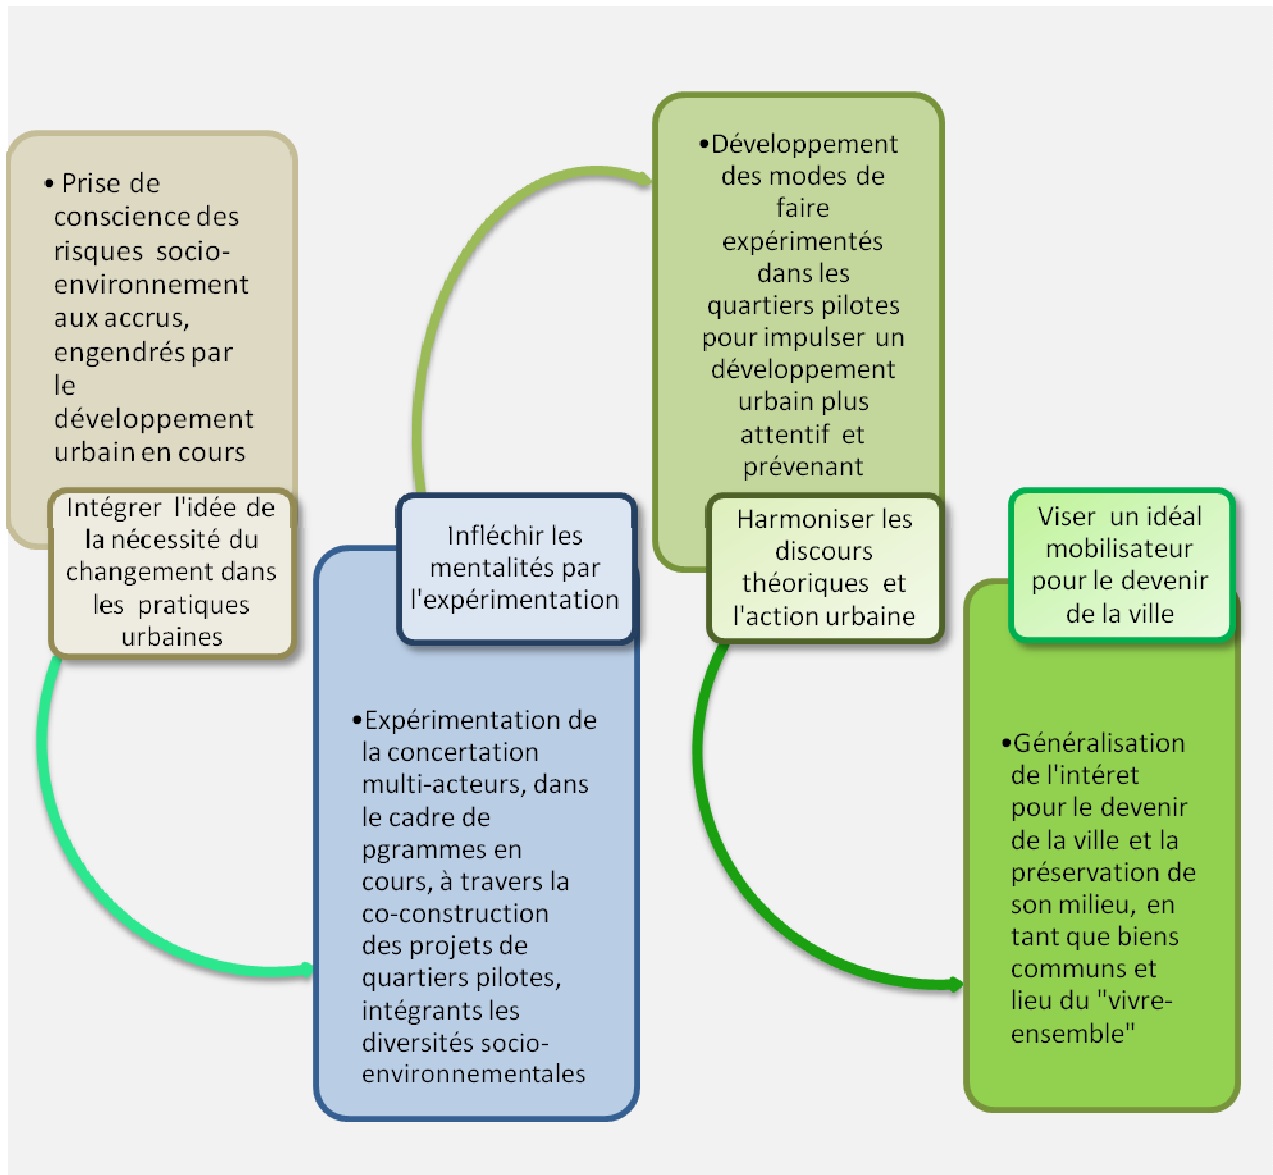 • Prise de
conscience des
risques socio-
environnement
aux accrus,
engendrés par
le
développement
urbain en cours
Intégrer l'idée de
la nécessité du
changement dans
les pratiques
urbaines
Infléchir les
mentalités par
l'expérimentation
•Expérimentation de
la concertation
multi-acteurs, dans
le cadre de
pgrammes en
cours, à travers la
co-construction
des projets de
quartiers pilotes,
intégrants les
diversités socio-
environnementales
•Développement
des modes de
faire
expérimentés
dans les
quartiers pilotes
pour impulser un
développement
urbain plus
attentif et
prévenant
Harmoniser les
discours
théoriques et
l'action urbaine
Viser un idéal
mobilisateur
pour le devenir
de la ville
•Généralisation
de l'intéret
pour le devenir
de la ville et la
préservation de
son milieu, en
tant que biens
communs et
lieu du "vivre-
ensemble"